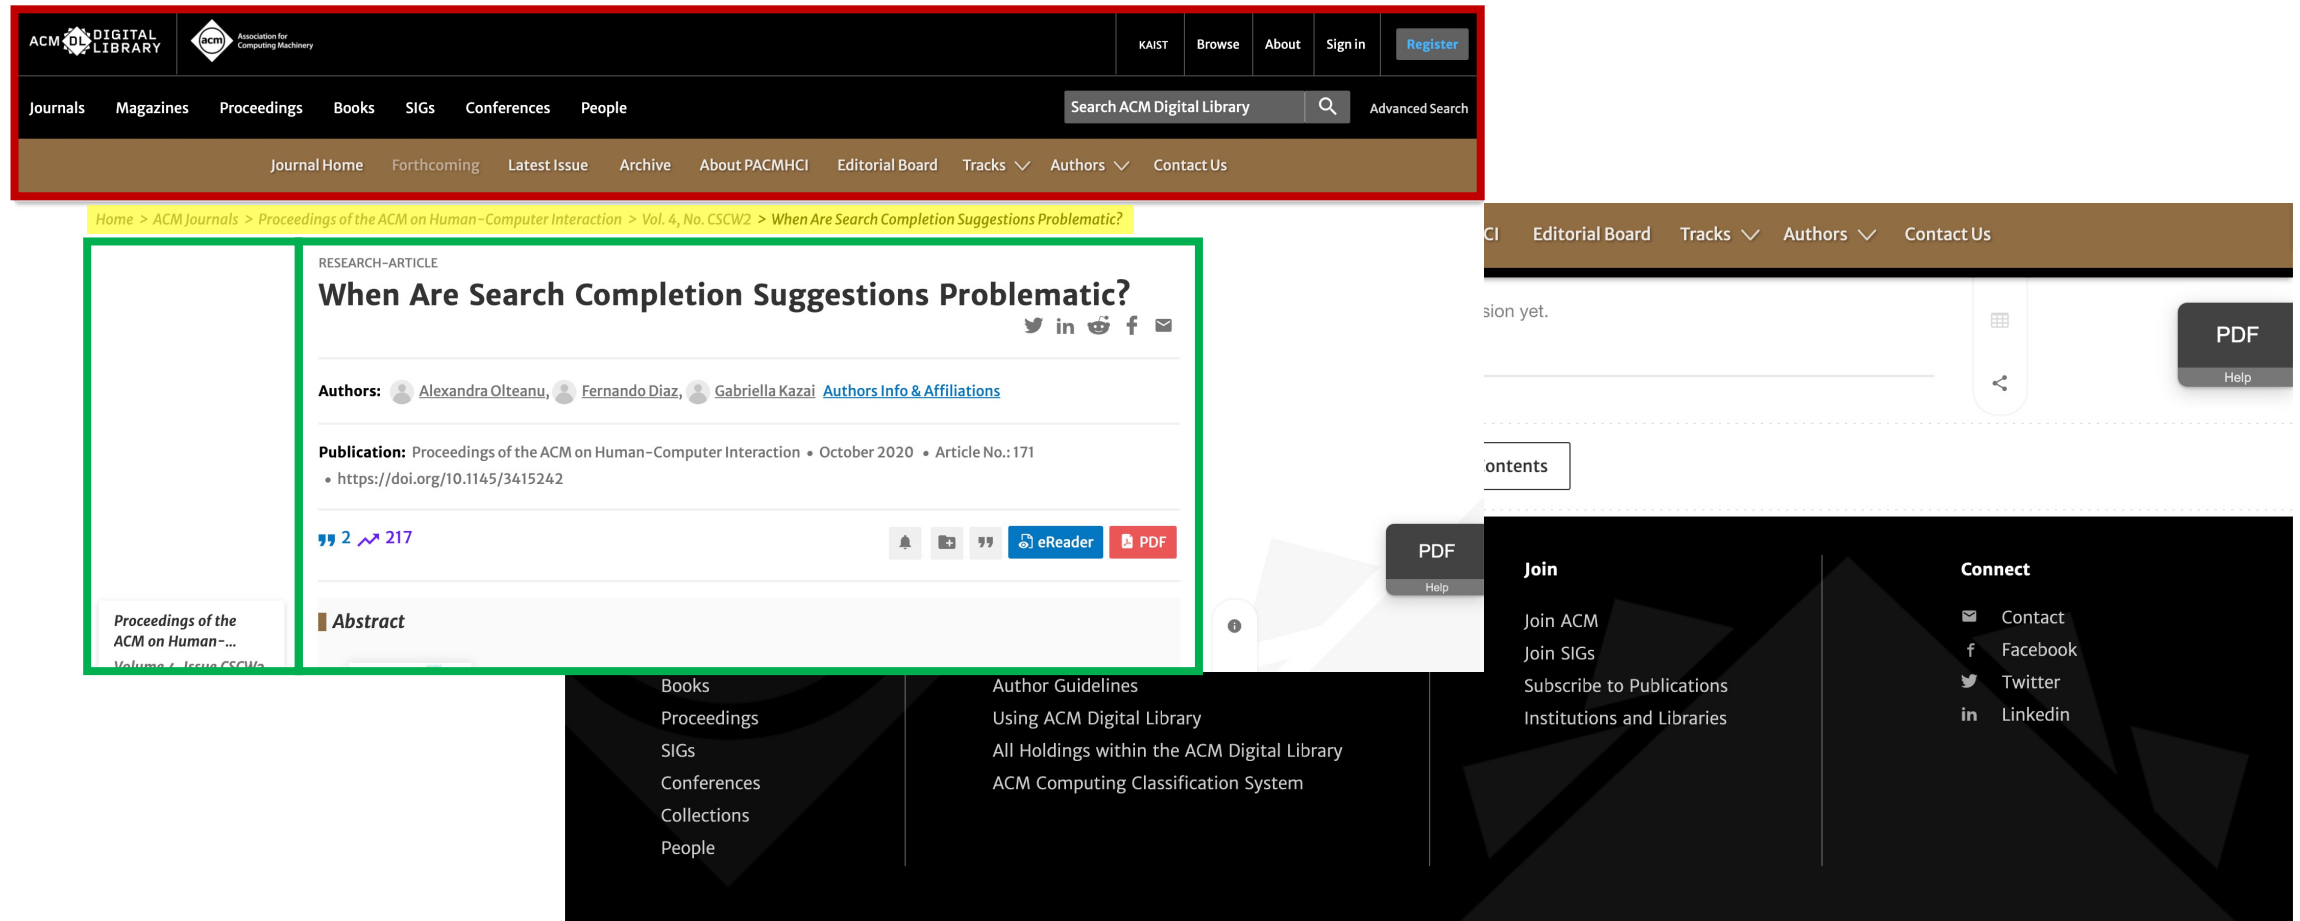 ACM DL DIGITAL LIBRARY
acm Association for Computing Machinery
KAIST Browse About Sign in Register
Journals Magazines Proceedings Books SIGs Conferences People
Search ACM Digital Library
Advanced Search
Journal Home Forthcoming Latest Issue Archive About PACMHCI Editorial Board Tracks Authors Contact Us
Home > ACM Journals > Proceedings of the ACM on Human-Computer Interaction > Vol. 4, No. CSCW2 > When Are Search Completion Suggestions Problematic?
RESEARCH-ARTICLE
When Are Search Completion Suggestions Problematic?
Authors: Alexandra Olteanu, Fernando Diaz, Gabriella Kazai Authors Info & Affiliations
Publication: Proceedings of the ACM on Human-Computer Interaction • October 2020 • Article No.: 171
• https://doi.org/10.1145/3415242
2 217
eReader PDF
Abstract
Proceedings of the
ACM on Human-...
Volume 4, Issue CSCW2
PDF
Help
CI Editorial Board Tracks Authors Contact Us
sion yet.
PDF
Help
ontents
Books
Proceedings
SIGs
Conferences
Collections
People
Author Guidelines
Using ACM Digital Library
All Holdings within the ACM Digital Library
ACM Computing Classification System
Join
Join ACM
Join SIGs
Subscribe to Publications
Institutions and Libraries
Connect
Contact
Facebook
Twitter
Linkedin